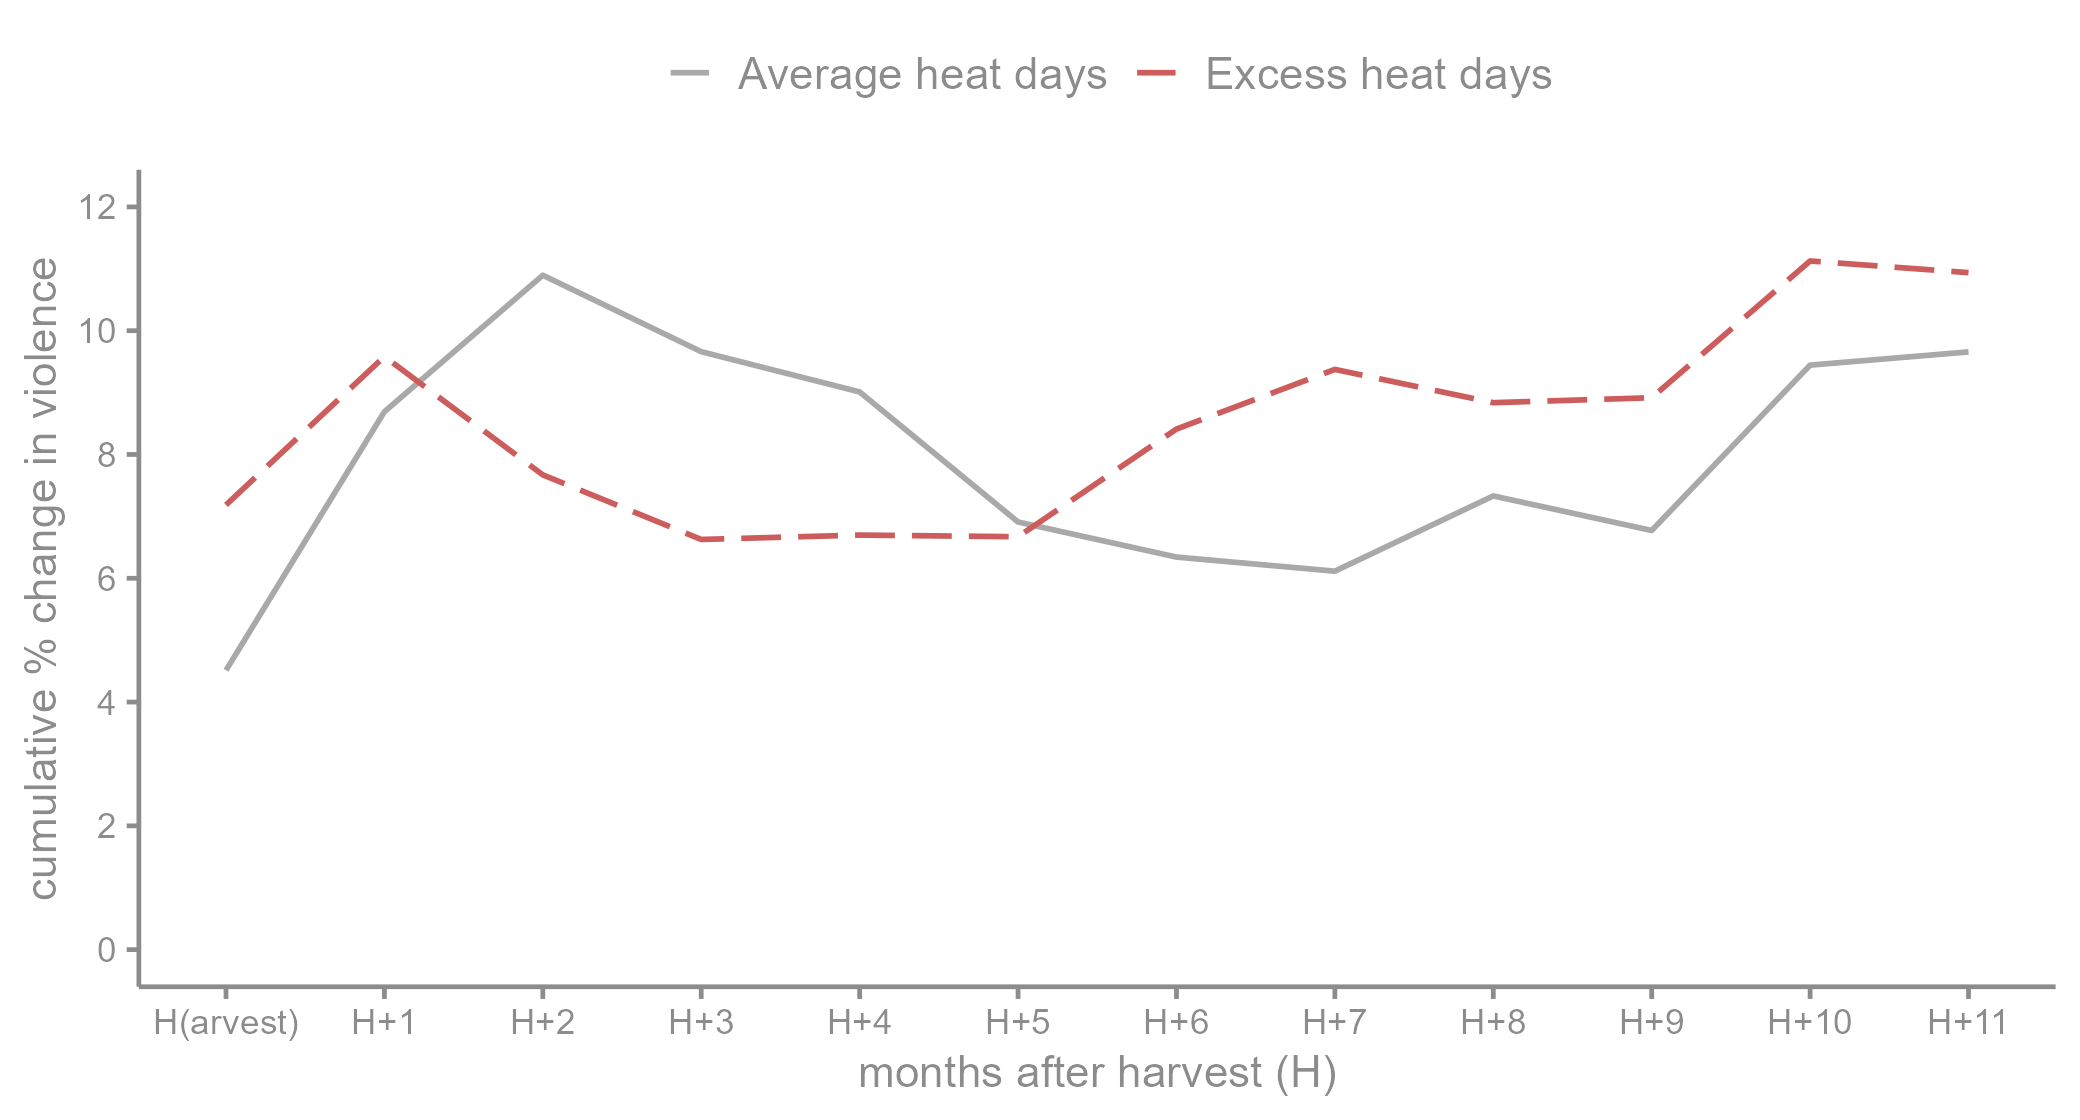 Average heat days
Excess heat days
cumulative % change in violence
12
10
8
6
4
2
0
H(arvest)
H+1
H+2
H+3
H+4
H+5
H+6
H+7
H+8
H+9
H+10
H+11
months after harvest (H)